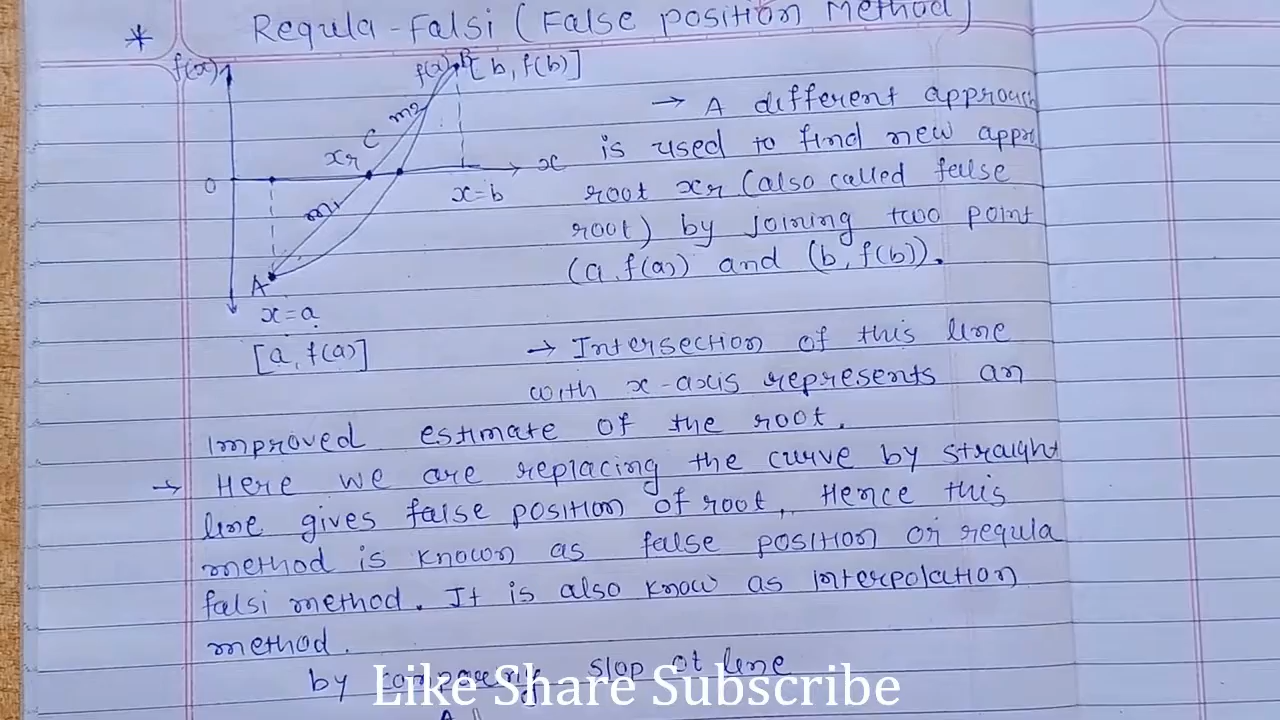 * Regula-Falsi (False position Method)
f(x)
f(x) B[b, f(b)]
m2
C
xr
x
0
x=b
m1
A
x=a
[a, f(a)]
→ A different approach
is used to find new appro
root xr (also called false
root) by joining two point
(a, f(a)) and (b, f(b)).
→ Intersection of this line
with x-axis represents an
improved estimate of the root.
→ Here we are replacing the curve by straight
line gives false position of root, Hence this
method is known as false position or regula
falsi method. It is also know as interpolation
method.
by comparing slop of line
Like Share Subscribe